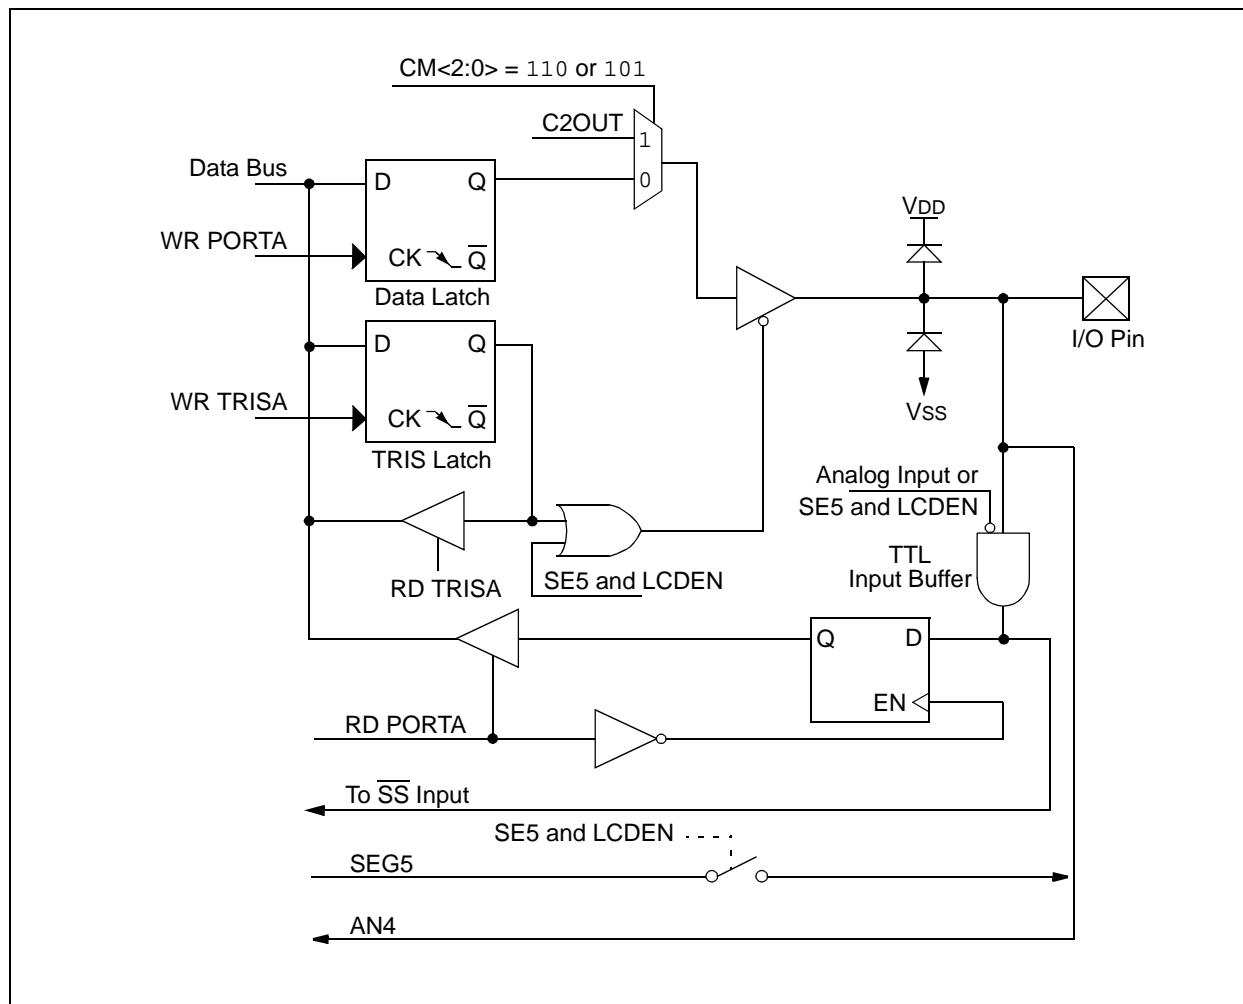 CM<2:0> = 110 or 101
C2OUT
1
0
Data Bus
D
Q
WR PORTA
CK
Q̅
Data Latch
VDD
I/O Pin
VSS
D
Q
WR TRISA
CK
Q̅
TRIS Latch
Analog Input or
SE5 and LCDEN
TTL
Input Buffer
RD TRISA
SE5 and LCDEN
Q
D
EN
RD PORTA
To S̅S̅ Input
SE5 and LCDEN
SEG5
AN4